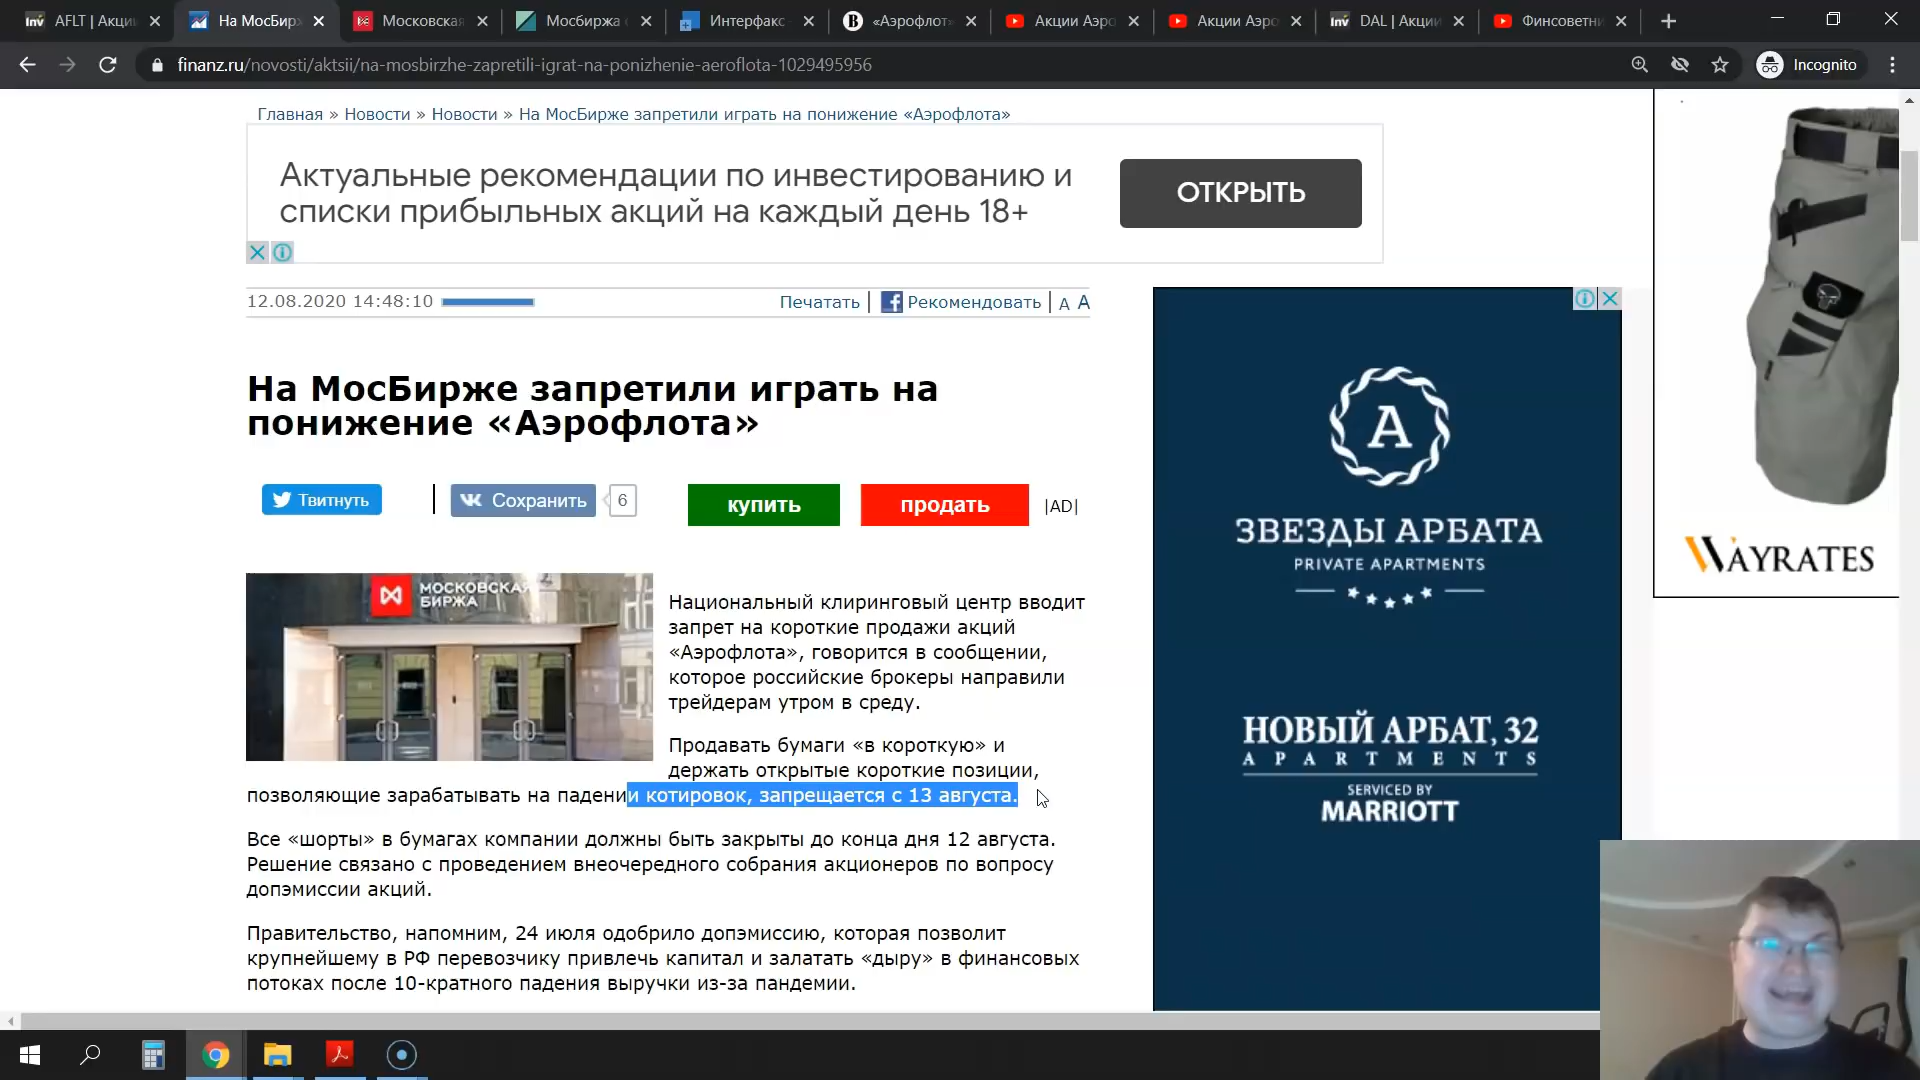 AFLT | Акци
На МосБирж
Московская
Мосбиржа с
Интерфакс -
«Аэрофлот»
Акции Аэро
Акции Аэро
DAL | Акции
Финсоветни
finanz.ru/novosti/aktsii/na-mosbirzhe-zapretili-igrat-na-ponizhenie-aeroflota-1029495956
Incognito
Главная » Новости » Новости » На МосБирже запретили играть на понижение «Аэрофлота»
Актуальные рекомендации по инвестированию и
списки прибыльных акций на каждый день 18+
ОТКРЫТЬ
12.08.2020 14:48:10
Печатать | Рекомендовать | A A
На МосБирже запретили играть на
понижение «Аэрофлота»
Твитнуть
Сохранить 6
купить
продать
|AD|
МОСКОВСКАЯ
БИРЖА
Национальный клиринговый центр вводит
запрет на короткие продажи акций
«Аэрофлота», говорится в сообщении,
которое российские брокеры направили
трейдерам утром в среду.
Продавать бумаги «в короткую» и
держать открытые короткие позиции,
позволяющие зарабатывать на падении котировок, запрещается с 13 августа.
Все «шорты» в бумагах компании должны быть закрыты до конца дня 12 августа.
Решение связано с проведением внеочередного собрания акционеров по вопросу
допэмиссии акций.
Правительство, напомним, 24 июля одобрило допэмиссию, которая позволит
крупнейшему в РФ перевозчику привлечь капитал и залатать «дыру» в финансовых
потоках после 10-кратного падения выручки из-за пандемии.
А
ЗВЕЗДЫ АРБАТА
PRIVATE APARTMENTS
НОВЫЙ АРБАТ, 32
APARTMENTS
SERVICED BY
MARRIOTT
WAYRATES